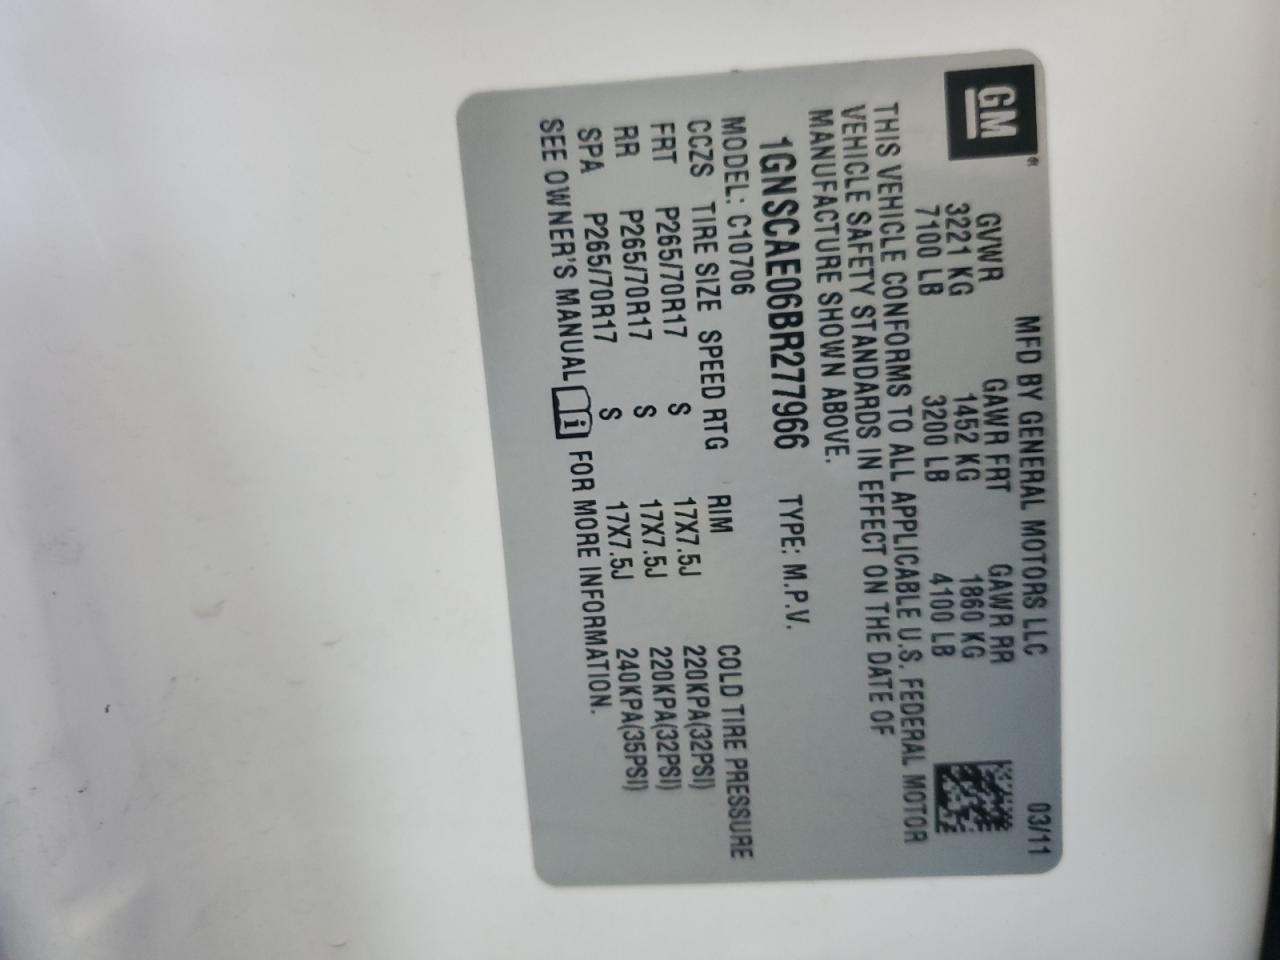 GM®
MFD BY GENERAL MOTORS LLC 03/11
GVWR GAWR FRT GAWR RR
3221 KG 1452 KG 1860 KG
7100 LB 3200 LB 4100 LB
THIS VEHICLE CONFORMS TO ALL APPLICABLE U.S. FEDERAL MOTOR
VEHICLE SAFETY STANDARDS IN EFFECT ON THE DATE OF
MANUFACTURE SHOWN ABOVE.
1GNSCAE06BR277966 TYPE: M.P.V.
MODEL: C10706
CCZS TIRE SIZE SPEED RTG RIM COLD TIRE PRESSURE
FRT P265/70R17 S 17X7.5J 220KPA(32PSI)
RR P265/70R17 S 17X7.5J 220KPA(32PSI)
SPA P265/70R17 S 17X7.5J 240KPA(35PSI)
SEE OWNER'S MANUAL i FOR MORE INFORMATION.